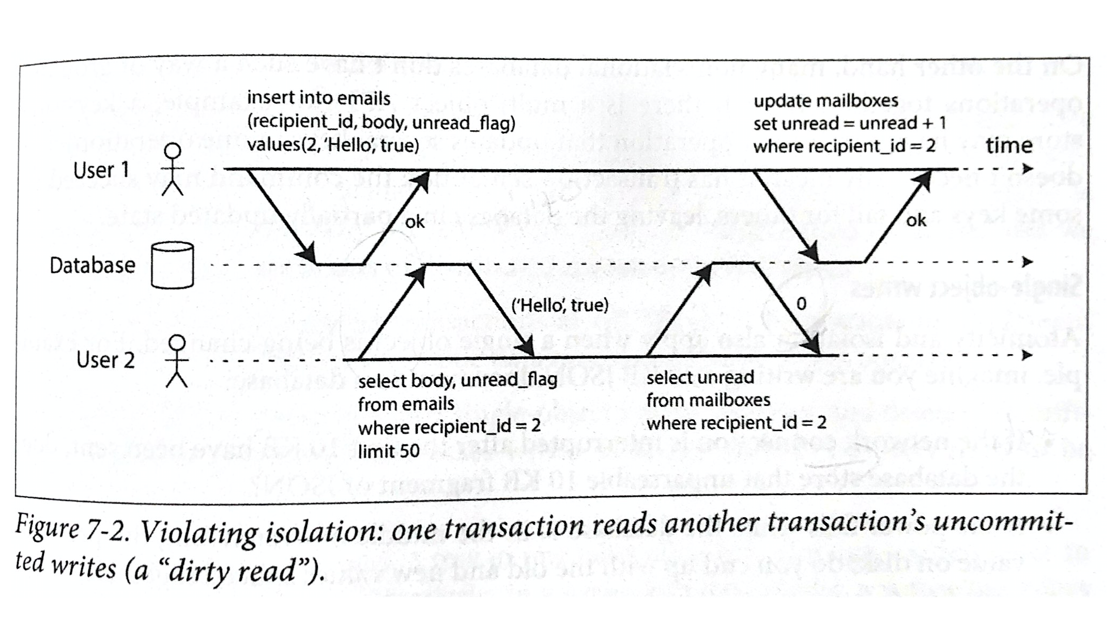 insert into emails
(recipient_id, body, unread_flag)
values(2, ‘Hello’, true)
update mailboxes
set unread = unread + 1
where recipient_id = 2
time
User 1
ok
ok
Database
(‘Hello’, true)
0
User 2
select body, unread_flag
from emails
where recipient_id = 2
limit 50
select unread
from mailboxes
where recipient_id = 2
Figure 7-2. Violating isolation: one transaction reads another transaction’s uncommit-
ted writes (a “dirty read”).